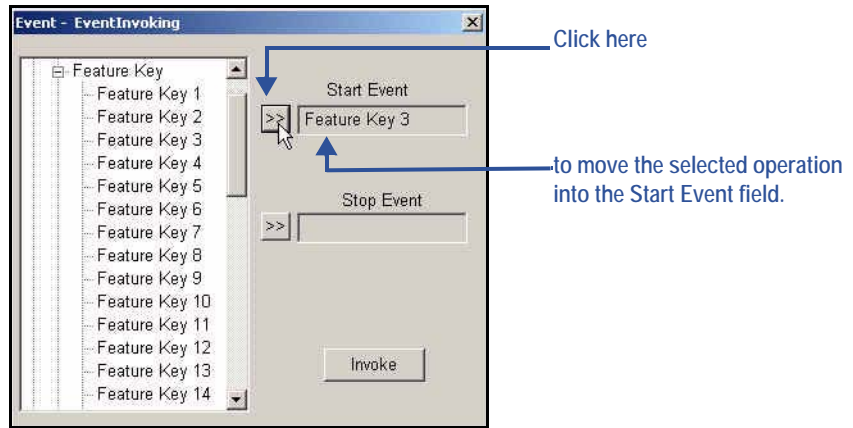 Event - EventInvoking
Feature Key
Feature Key 1
Feature Key 2
Feature Key 3
Feature Key 4
Feature Key 5
Feature Key 6
Feature Key 7
Feature Key 8
Feature Key 9
Feature Key 10
Feature Key 11
Feature Key 12
Feature Key 13
Feature Key 14
Start Event
>> Feature Key 3
Stop Event
>>
Invoke
Click here
to move the selected operation
into the Start Event field.